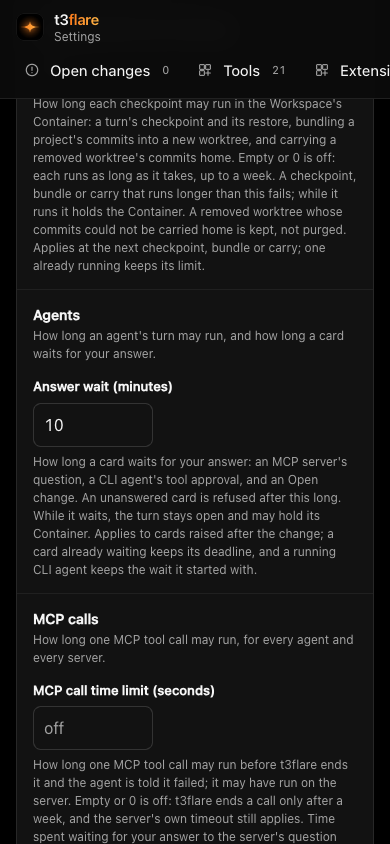 t3flare
Settings
Open changes 0
Tools 21
Extensi
How long each checkpoint may run in the Workspace's
Container: a turn's checkpoint and its restore, bundling a
project's commits into a new worktree, and carrying a
removed worktree's commits home. Empty or 0 is off:
each runs as long as it takes, up to a week. A checkpoint,
bundle or carry that runs longer than this fails; while it
runs it holds the Container. A removed worktree whose
commits could not be carried home is kept, not purged.
Applies at the next checkpoint, bundle or carry; one
already running keeps its limit.
Agents
How long an agent's turn may run, and how long a card
waits for your answer.
Answer wait (minutes)
10
How long a card waits for your answer: an MCP server's
question, a CLI agent's tool approval, and an Open
change. An unanswered card is refused after this long.
While it waits, the turn stays open and may hold its
Container. Applies to cards raised after the change; a
card already waiting keeps its deadline, and a running
CLI agent keeps the wait it started with.
MCP calls
How long one MCP tool call may run, for every agent and
every server.
MCP call time limit (seconds)
off
How long one MCP tool call may run before t3flare ends
it and the agent is told it failed; it may have run on the
server. Empty or 0 is off: t3flare ends a call only after a
week, and the server's own timeout still applies. Time
spent waiting for your answer to the server's question